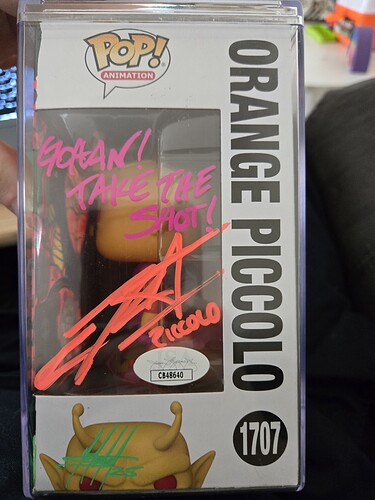 POP!
ANIMATION
ORANGE PICCOLO
1707
GOHAN!
TAKE THE
SHOT!
PICCOLO
CB48640